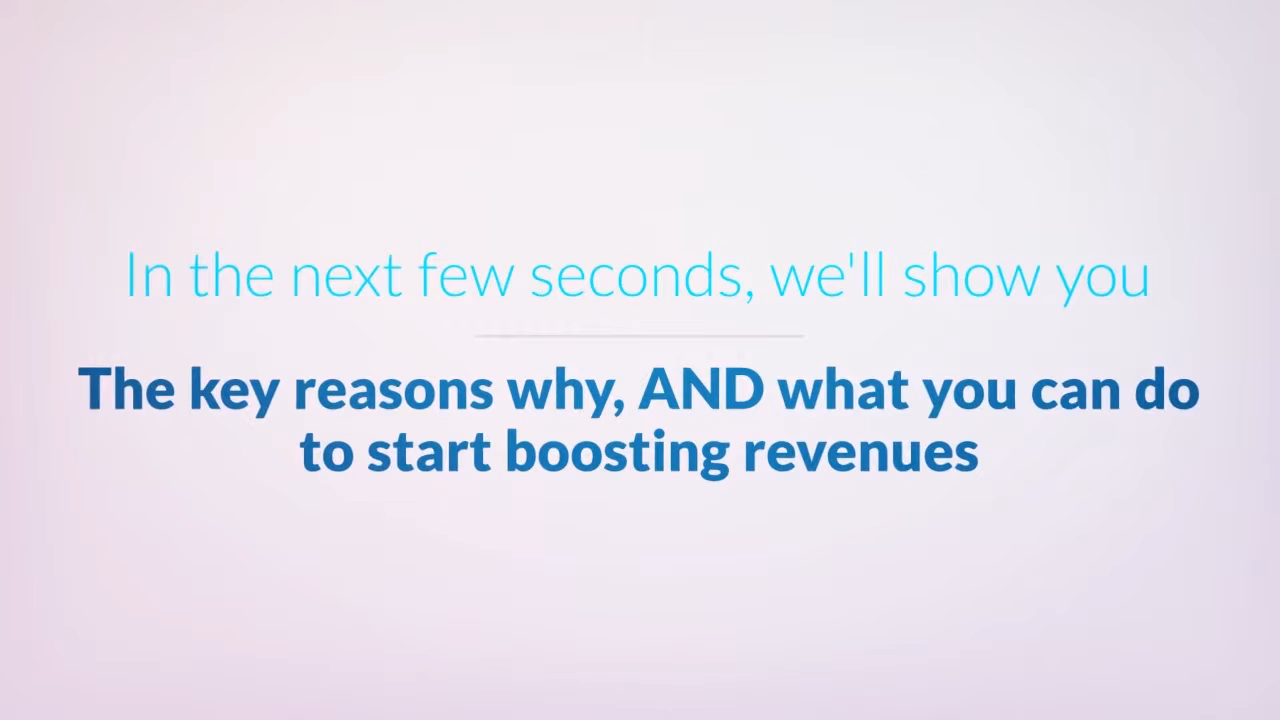 In the next few seconds, we'll show you
The key reasons why, AND what you can do
to start boosting revenues